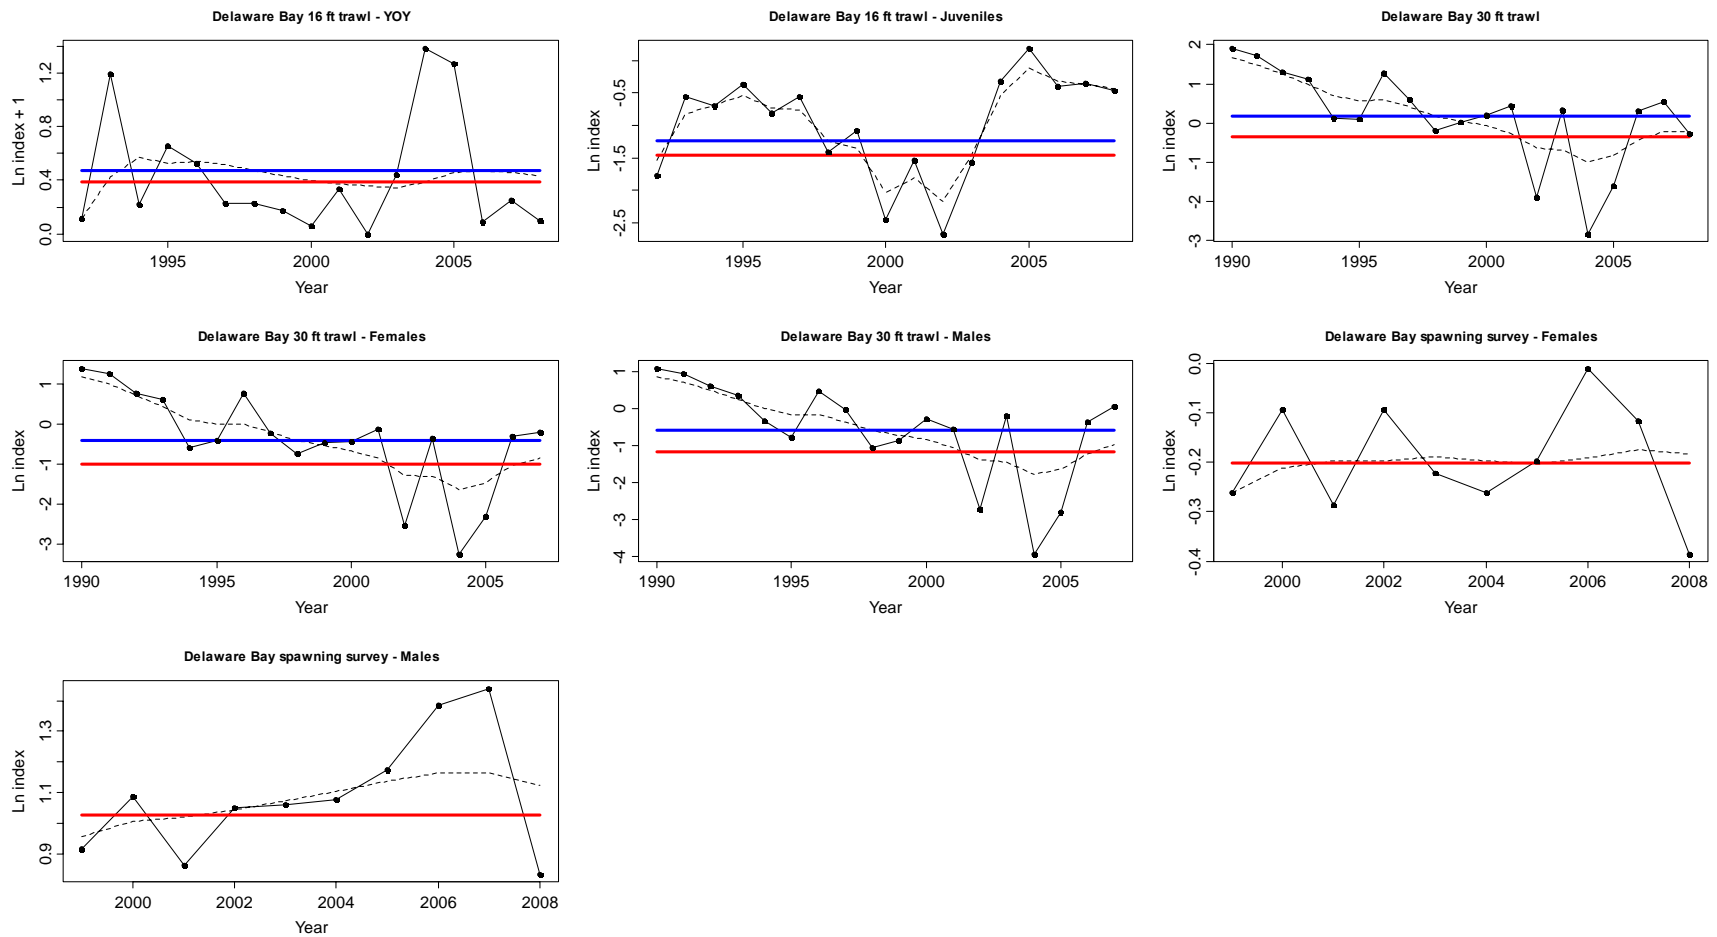 Delaware Bay 16 ft trawl - YOY
Ln index + 1
0.0 0.4 0.8 1.2
1995 2000 2005
Year
Delaware Bay 16 ft trawl - Juveniles
Ln index
-2.5 -1.5 -0.5
1995 2000 2005
Year
Delaware Bay 30 ft trawl
Ln index
-3 -2 -1 0 1 2
1990 1995 2000 2005
Year
Delaware Bay 30 ft trawl - Females
Ln index
-3 -1 0 1
1990 1995 2000 2005
Year
Delaware Bay 30 ft trawl - Males
Ln index
-4 -3 -2 -1 0 1
1990 1995 2000 2005
Year
Delaware Bay spawning survey - Females
Ln index
-0.4 -0.3 -0.2 -0.1 0.0
2000 2002 2004 2006 2008
Year
Delaware Bay spawning survey - Males
Ln index
0.9 1.1 1.3
2000 2002 2004 2006 2008
Year